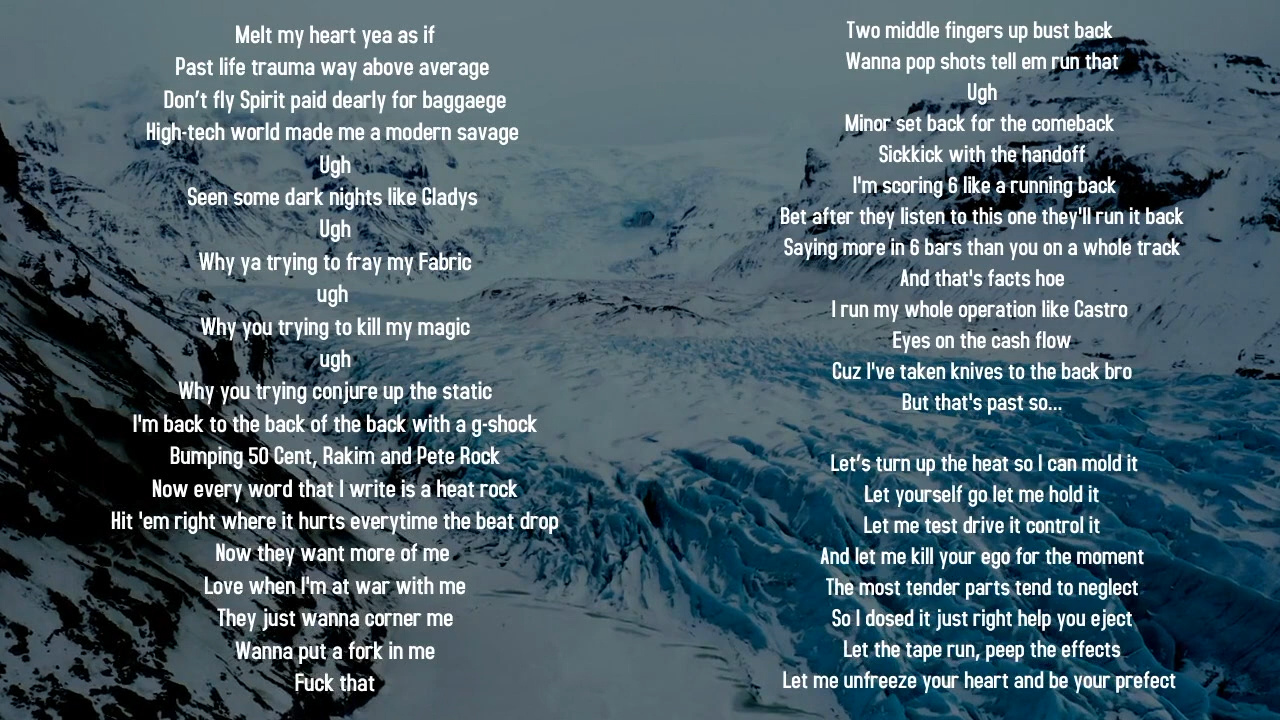 Melt my heart yea as if
Past life trauma way above average
Don't fly Spirit paid dearly for baggaege
High-tech world made me a modern savage
Ugh
Seen some dark nights like Gladys
Ugh
Why ya trying to fray my Fabric
ugh
Why you trying to kill my magic
ugh
Why you trying conjure up the static
I'm back to the back of the back with a g-shock
Bumping 50 Cent, Rakim and Pete Rock
Now every word that I write is a heat rock
Hit 'em right where it hurts everytime the beat drop
Now they want more of me
Love when I'm at war with me
They just wanna corner me
Wanna put a fork in me
Fuck that
Two middle fingers up bust back
Wanna pop shots tell em run that
Ugh
Minor set back for the comeback
Sickkick with the handoff
I'm scoring 6 like a running back
Bet after they listen to this one they'll run it back
Saying more in 6 bars than you on a whole track
And that's facts hoe
I run my whole operation like Castro
Eyes on the cash flow
Cuz I've taken knives to the back bro
But that's past so...
Let's turn up the heat so I can mold it
Let yourself go let me hold it
Let me test drive it control it
And let me kill your ego for the moment
The most tender parts tend to neglect
So I dosed it just right help you eject
Let the tape run, peep the effects
Let me unfreeze your heart and be your prefect